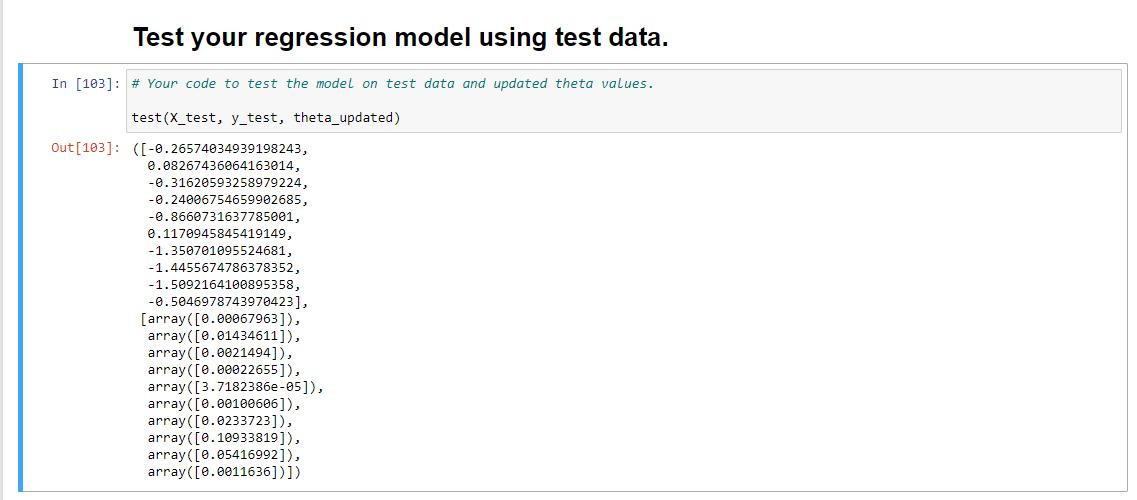 Test your regression model using test data.
In [103]: # Your code to test the model on test data and updated theta values.
test(X_test, y_test, theta_updated)
Out[103]: ([-0.26574034939198243,
0.08267436064163014,
-0.31620593258979224,
-0.24006754659902685,
-0.8660731637785001,
0.1170945845419149,
-1.350701095524681,
-1.4455674786378352,
-1.5092164100895358,
-0.5046978743970423],
[array([0.00067963]),
array([0.01434611]),
array([0.0021494]),
array([0.00022655]),
array([3.7182386e-05]),
array([0.00100606]),
array([0.0233723]),
array([0.10933819]),
array([0.05416992]),
array([0.0011636])])